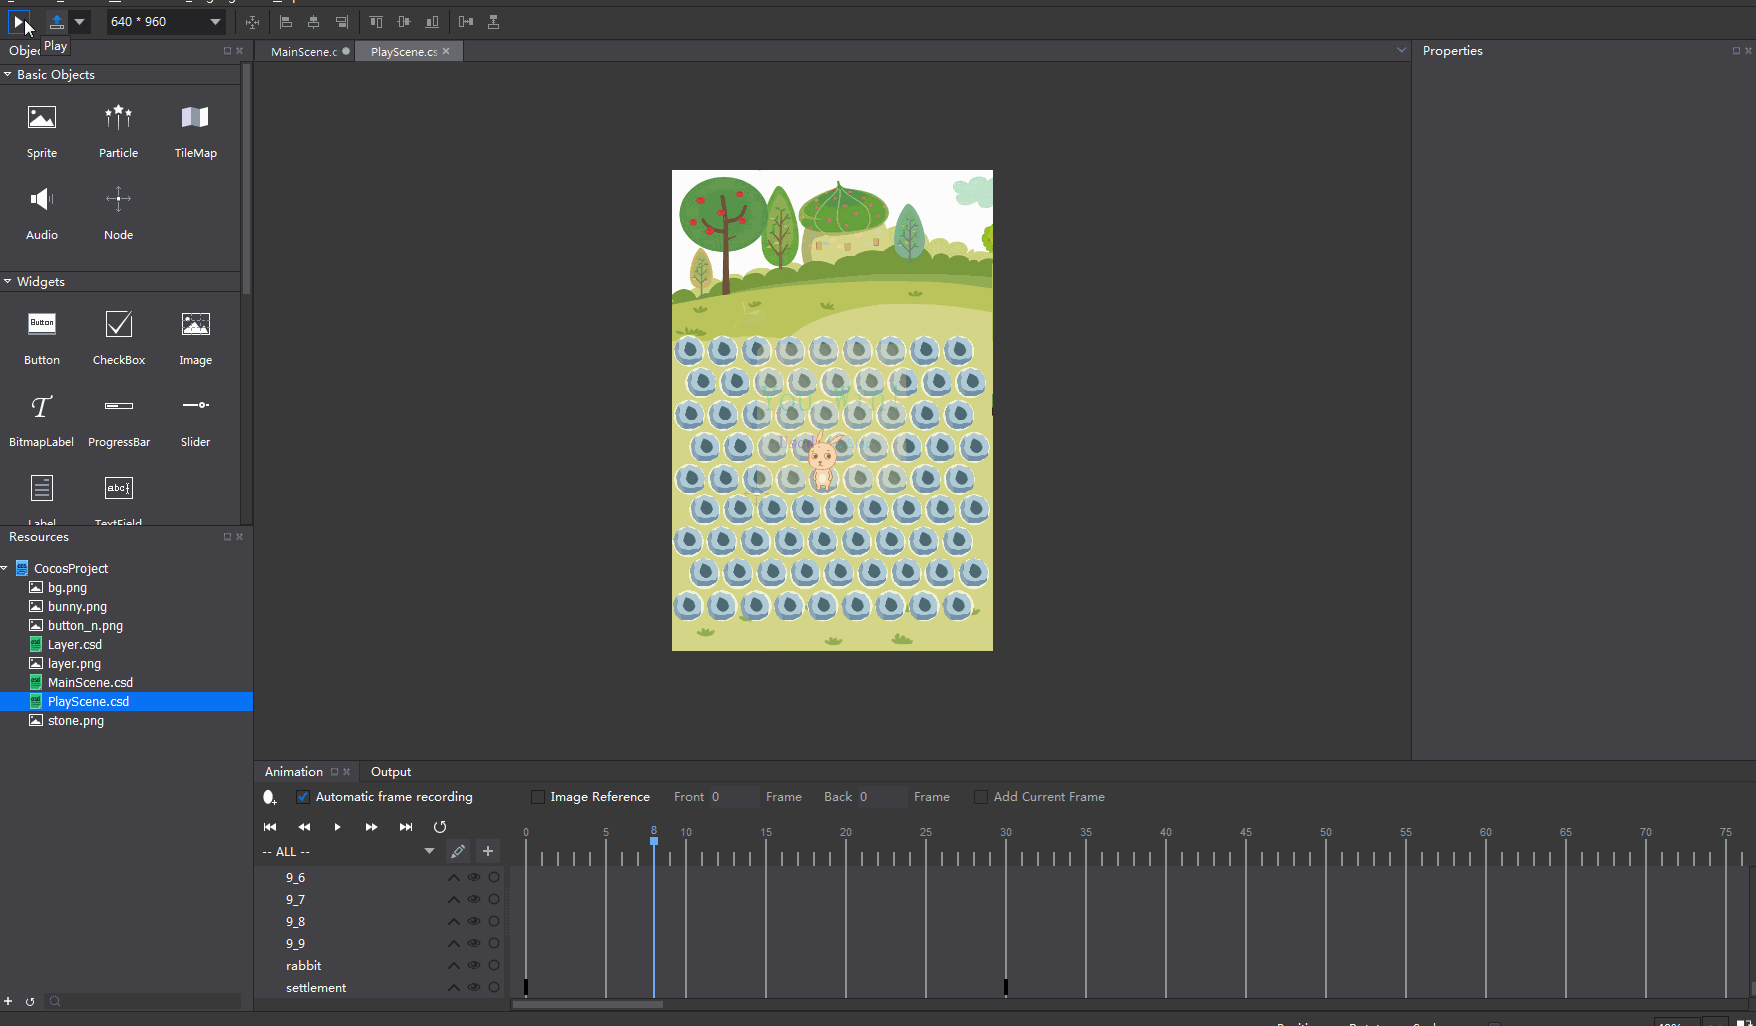 640 * 960
Play
MainScene.c
PlayScene.cs
Properties
Basic Objects
Sprite
Particle
TileMap
Audio
Node
Widgets
Button
Button
CheckBox
Image
BitmapLabel
ProgressBar
Slider
abc
Label
TextField
You Win!
Resources
CocosProject
bg.png
bunny.png
button_n.png
Layer.csd
layer.png
MainScene.csd
PlayScene.csd
stone.png
Animation
Output
Automatic frame recording
Image Reference
Front 0 Frame
Back 0 Frame
Add Current Frame
0 5 8 10 15 20 25 30 35 40 45 50 55 60 65 70 75
-- ALL --
9_6
9_7
9_8
9_9
rabbit
settlement